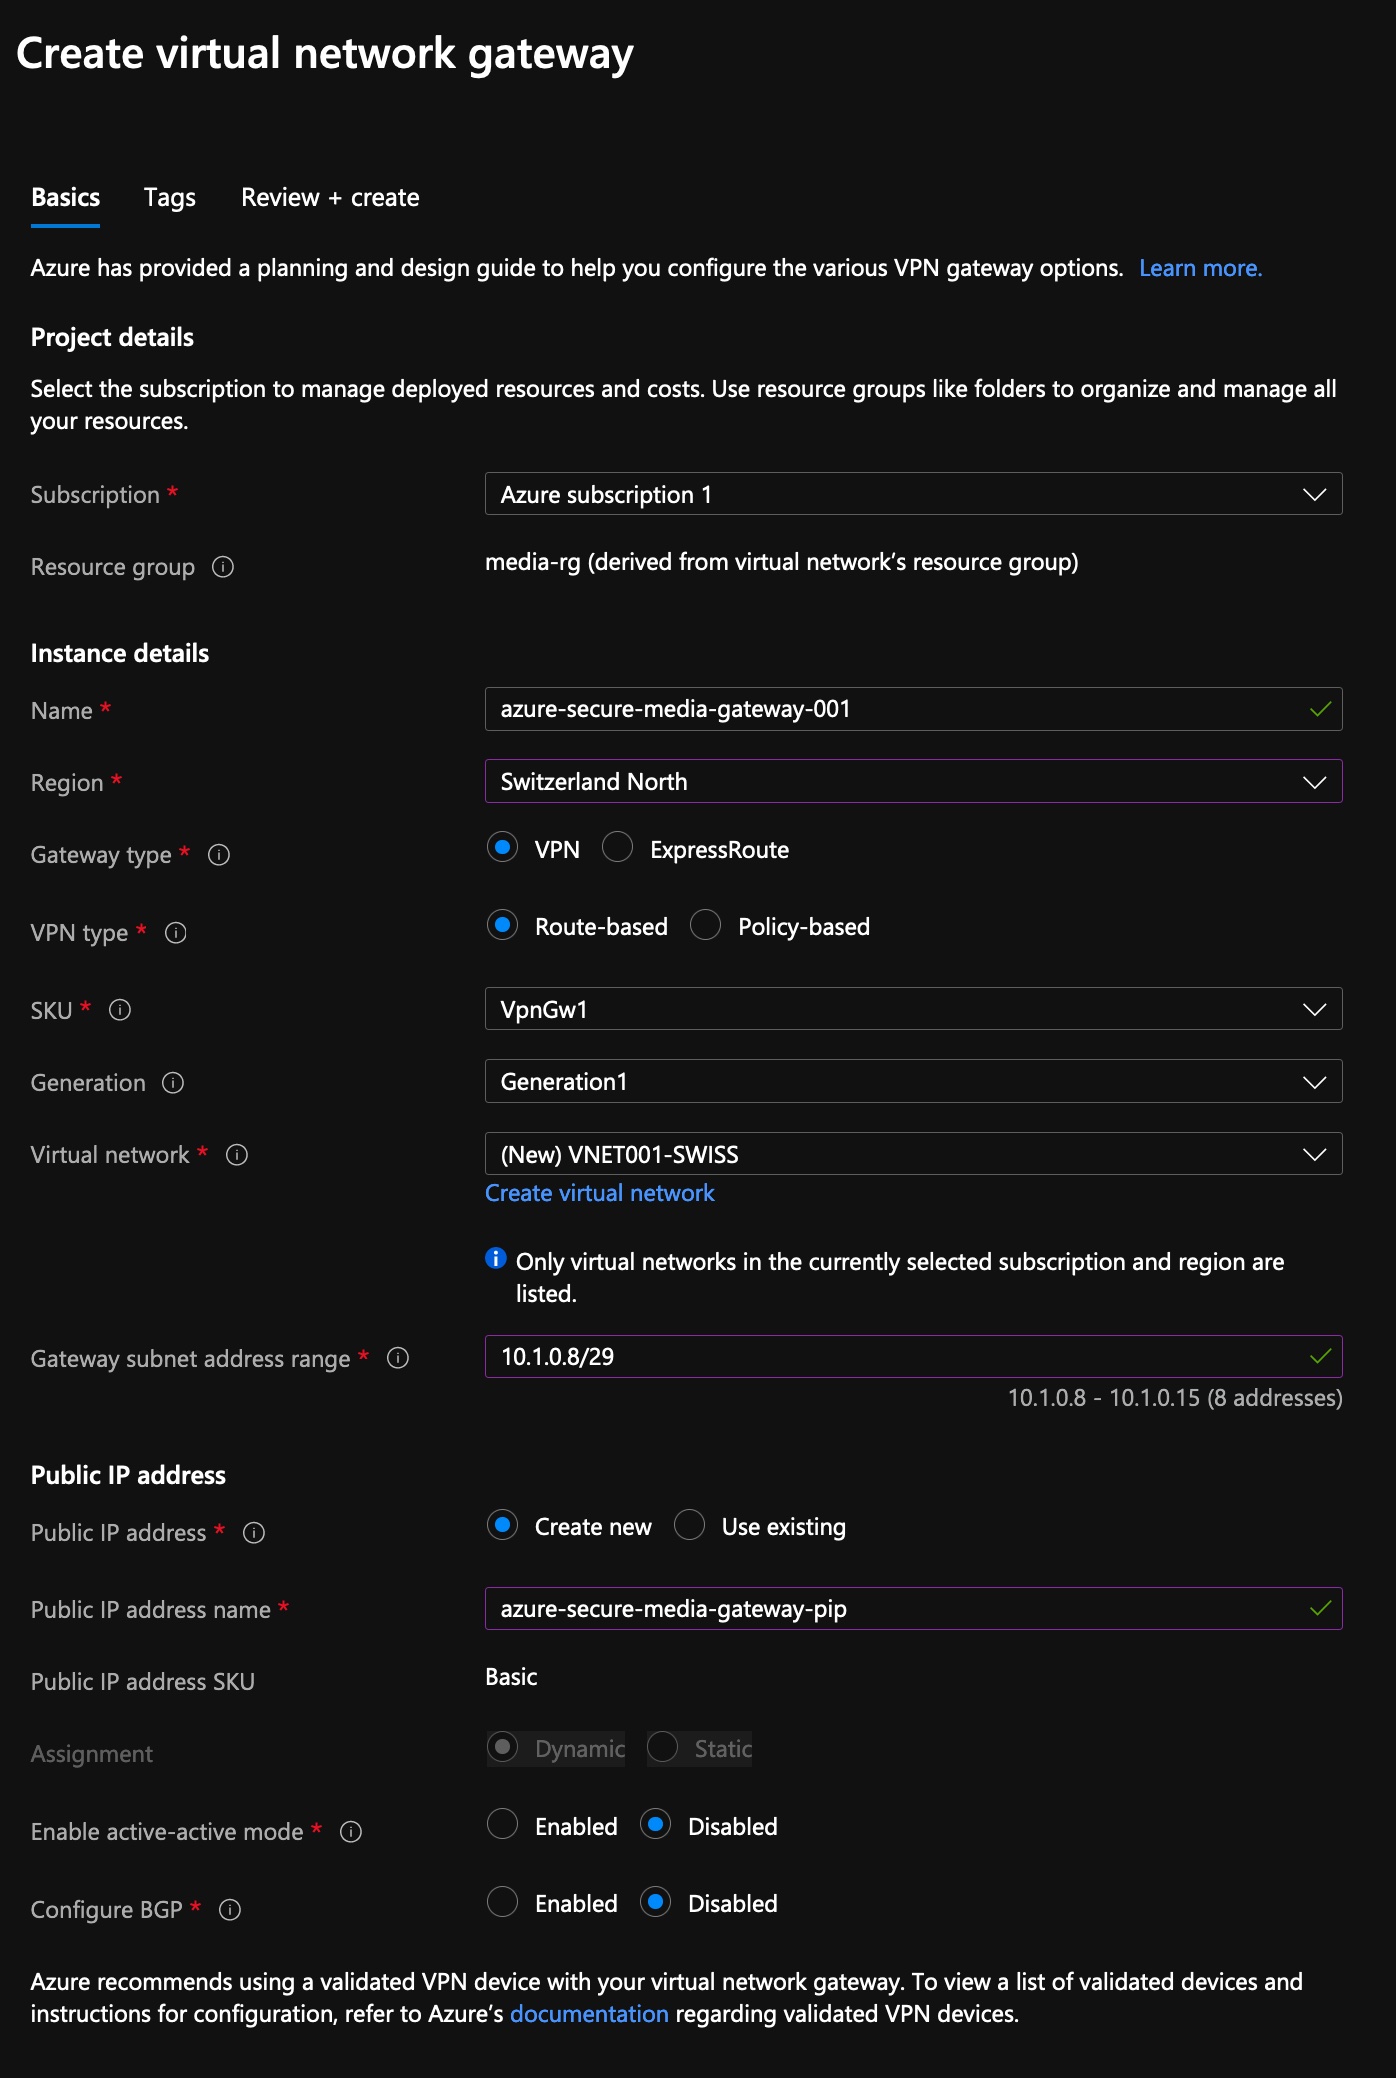 Create virtual network gateway
Basics Tags Review + create
Azure has provided a planning and design guide to help you configure the various VPN gateway options. Learn more.
Project details
Select the subscription to manage deployed resources and costs. Use resource groups like folders to organize and manage all
your resources.
Subscription * Azure subscription 1
Resource group media-rg (derived from virtual network’s resource group)
Instance details
Name * azure-secure-media-gateway-001
Region * Switzerland North
Gateway type * VPN ExpressRoute
VPN type * Route-based Policy-based
SKU * VpnGw1
Generation Generation1
Virtual network * (New) VNET001-SWISS
Create virtual network
Only virtual networks in the currently selected subscription and region are
listed.
Gateway subnet address range * 10.1.0.8/29
10.1.0.8 - 10.1.0.15 (8 addresses)
Public IP address
Public IP address * Create new Use existing
Public IP address name * azure-secure-media-gateway-pip
Public IP address SKU Basic
Assignment Dynamic Static
Enable active-active mode * Enabled Disabled
Configure BGP * Enabled Disabled
Azure recommends using a validated VPN device with your virtual network gateway. To view a list of validated devices and
instructions for configuration, refer to Azure’s documentation regarding validated VPN devices.